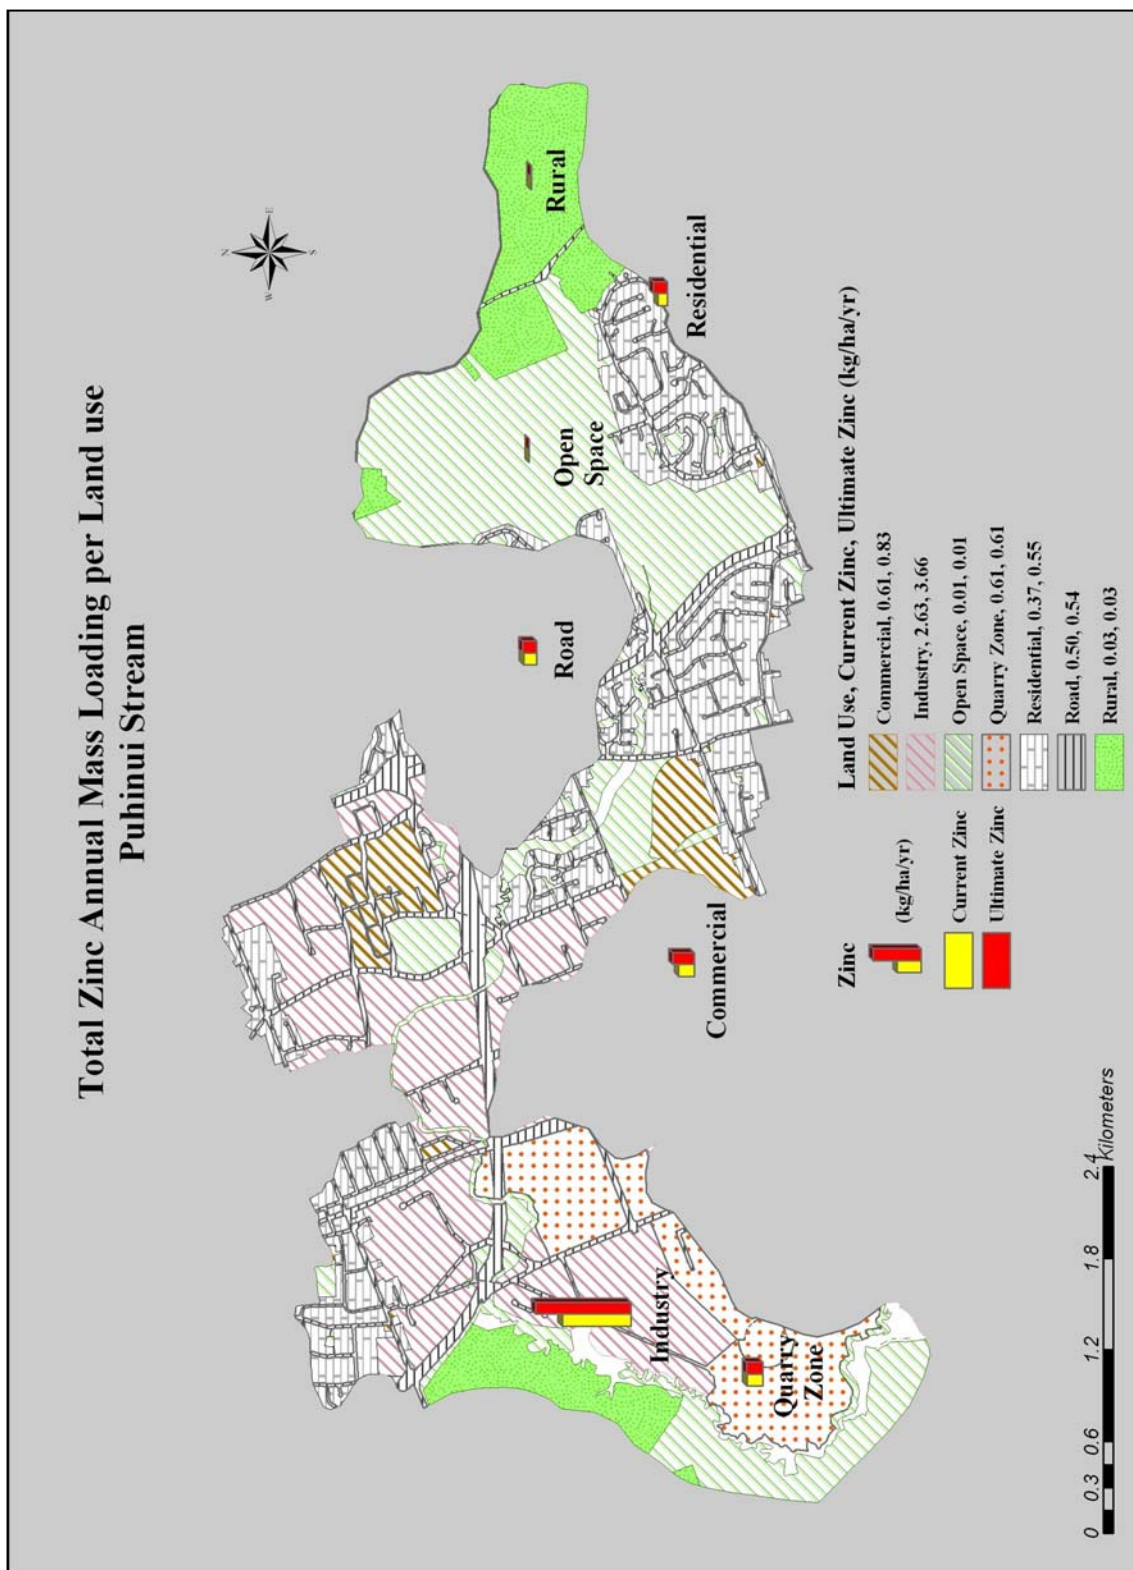 Total Zinc Annual Mass Loading per Land use
Puhinui Stream
N
W
E
S
Rural
Open
Space
Residential
Road
Commercial
Industry
Quarry
Zone
Zinc
(kg/ha/yr)
Current Zinc
Ultimate Zinc
Land Use, Current Zinc, Ultimate Zinc (kg/ha/yr)
Commercial, 0.61, 0.83
Industry, 2.63, 3.66
Open Space, 0.01, 0.01
Quarry Zone, 0.61, 0.61
Residential, 0.37, 0.55
Road, 0.50, 0.54
Rural, 0.03, 0.03
0 0.3 0.6 1.2 1.8 2.4
Kilometers